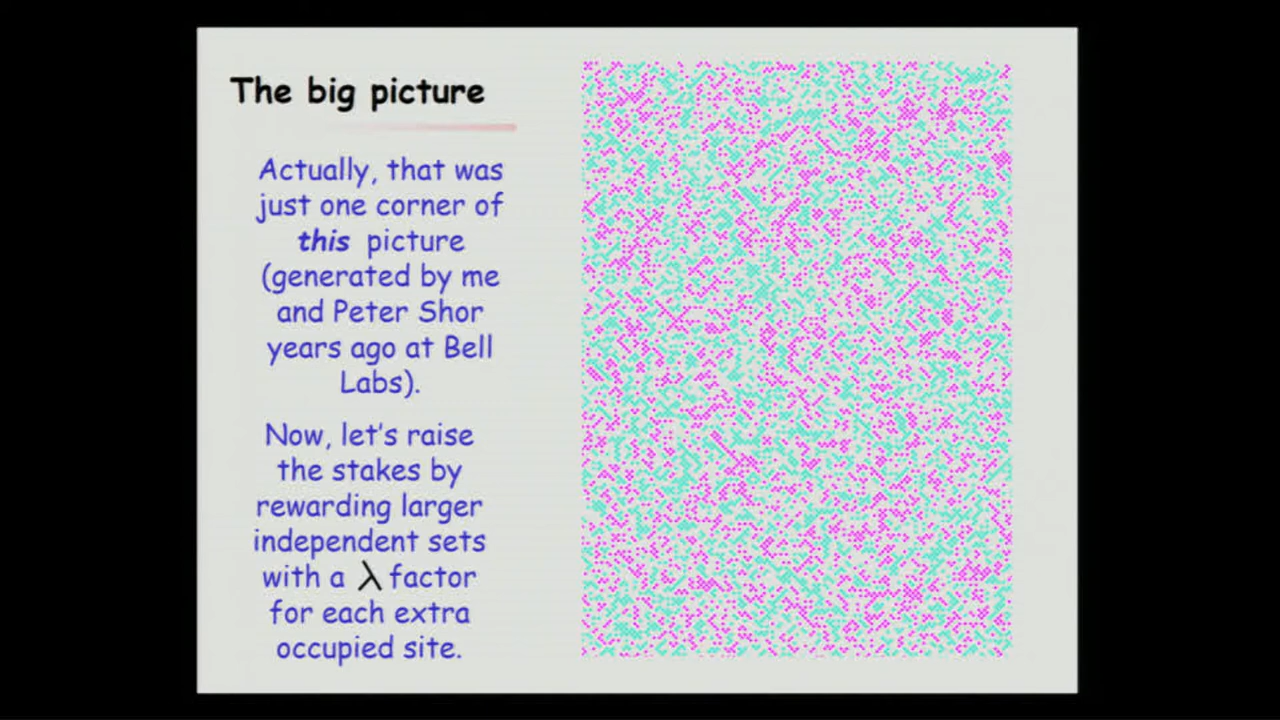 The big picture
Actually, that was
just one corner of
this picture
(generated by me
and Peter Shor
years ago at Bell
Labs).
Now, let's raise
the stakes by
rewarding larger
independent sets
with a λ factor
for each extra
occupied site.